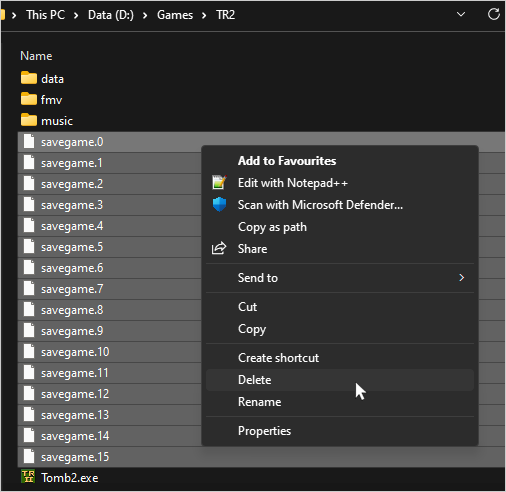 This PC > Data (D:) > Games > TR2
Name
data
fmv
music
savegame.0
savegame.1
Add to Favourites
savegame.2
Edit with Notepad++
savegame.3
Scan with Microsoft Defender...
savegame.4
Copy as path
savegame.5
Share
savegame.6
Send to
savegame.7
savegame.8
Cut
savegame.9
Copy
savegame.10
Create shortcut
savegame.11
Delete
savegame.12
Rename
savegame.13
savegame.14
Properties
savegame.15
TR
II
Tomb2.exe